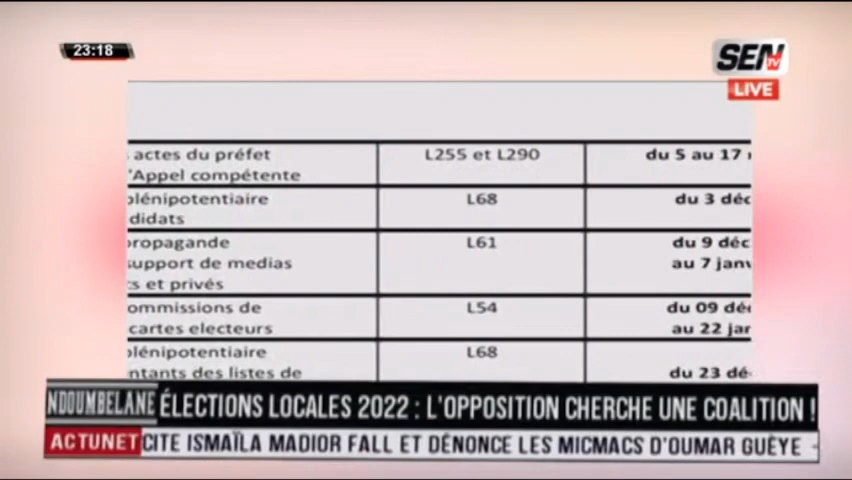 23:18
SEN TV
LIVE
actes du préfet
L255 et L290
du 5 au 17
'Appel compétente
plénipotentiaire
L68
du 3 déc
didats
propagande
L61
du 9 déc
support de medias
au 7 janv
ts et privés
ommissions de
L54
du 09 déc
cartes electeurs
au 22 jan
plénipotentiaire
L68
ntants des listes de
du 23 dé
NDOUMBELANE ÉLECTIONS LOCALES 2022 : L'OPPOSITION CHERCHE UNE COALITION !
ACTUNET CITE ISMAÏLA MADIOR FALL ET DÉNONCE LES MICMACS D'OUMAR GUÈYE -